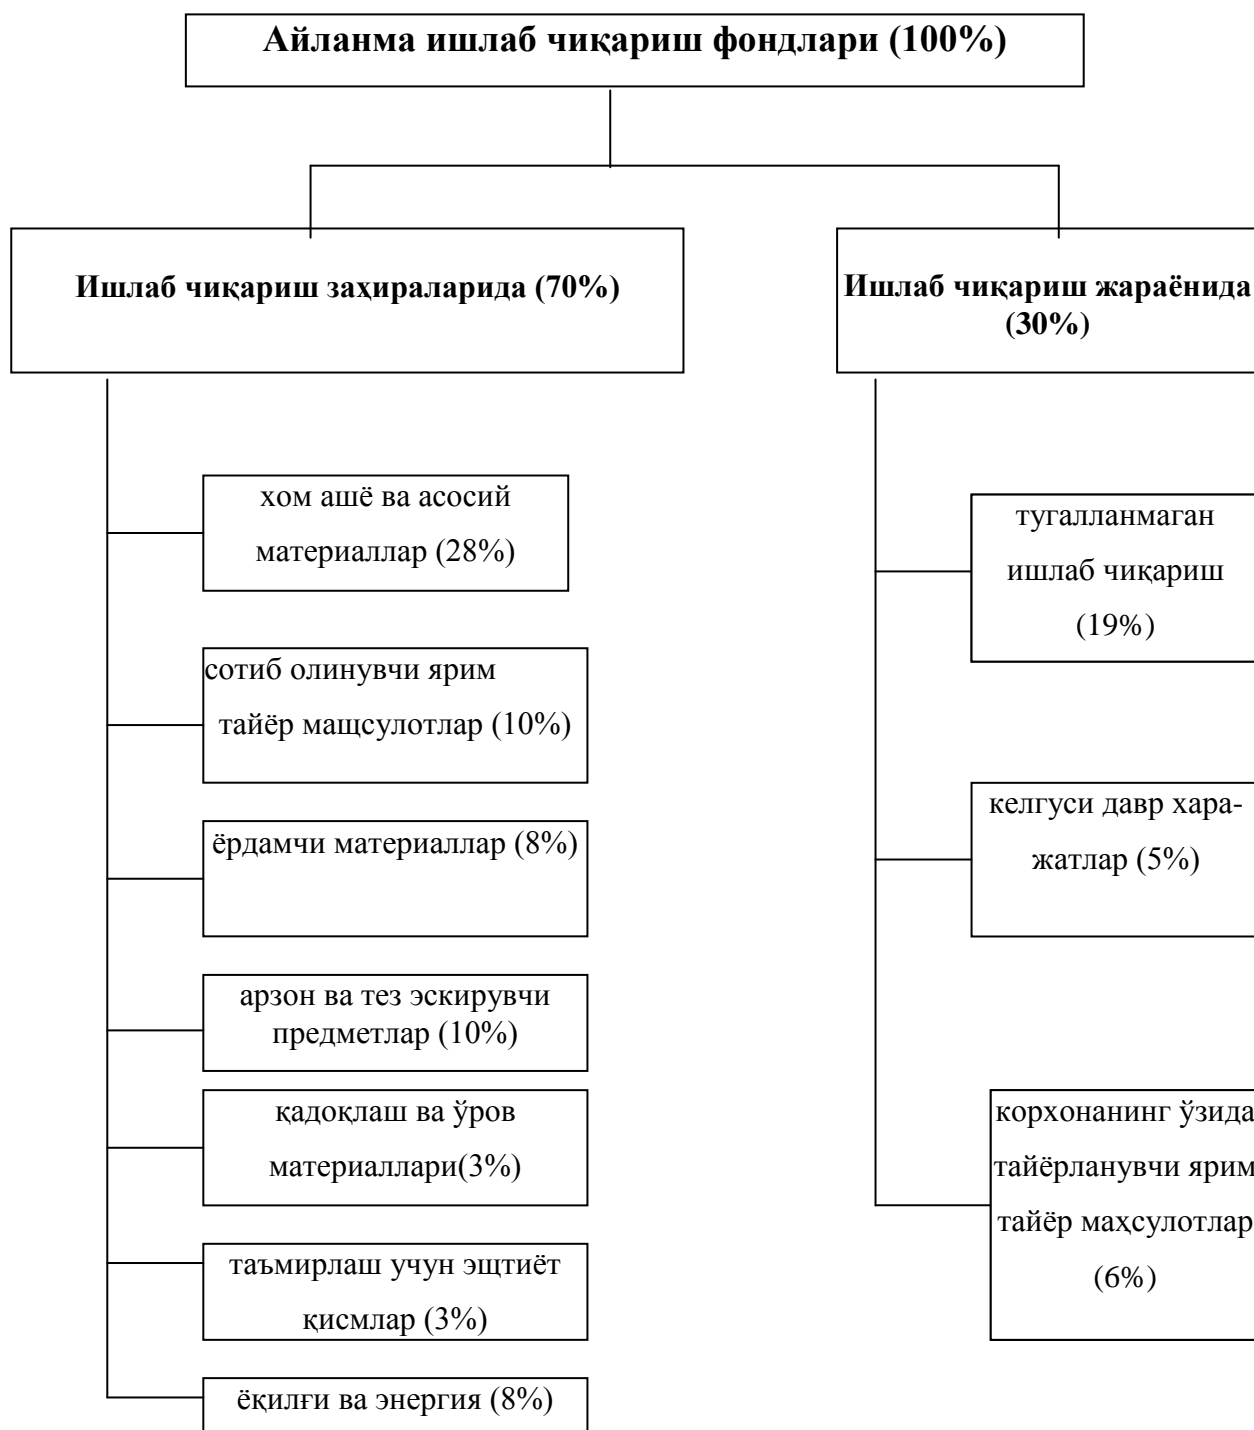 Айланма ишлаб чиқариш фондлари (100%)
Ишлаб чиқариш заҳираларида (70%)
хом ашё ва асосий
материаллар (28%)
сотиб олинувчи ярим
тайёр мащсулотлар (10%)
ёрдамчи материаллар (8%)
арзон ва тез эскирувчи
предметлар (10%)
қадоқлаш ва ўров
материаллари(3%)
таъмирлаш учун эщтиёт
қисмлар (3%)
ёқилғи ва энергия (8%)
Ишлаб чиқариш жараёнида
(30%)
тугалланмаган
ишлаб чиқариш
(19%)
келгуси давр хара-
жатлар (5%)
корхонанинг ўзида
тайёрланувчи ярим
тайёр маҳсулотлар
(6%)